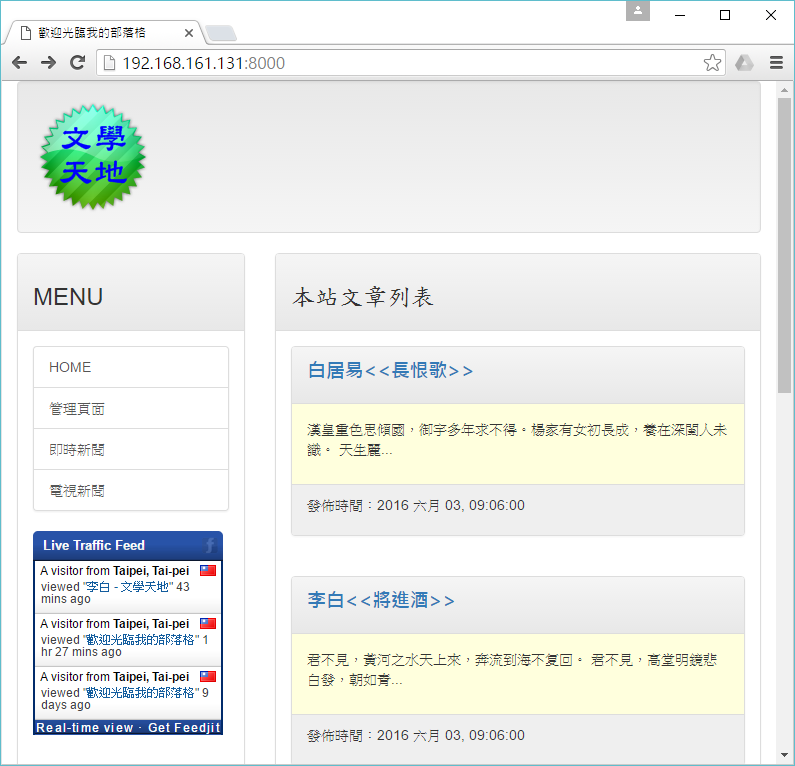 歡迎光臨我的部落格
192.168.161.131:8000
文學
天地
MENU
HOME
管理頁面
即時新聞
電視新聞
Live Traffic Feed
A visitor from Taipei, Tai-pei
viewed "李白 - 文學天地" 43
mins ago
A visitor from Taipei, Tai-pei
viewed "歡迎光臨我的部落格" 1
hr 27 mins ago
A visitor from Taipei, Tai-pei
viewed "歡迎光臨我的部落格" 9
days ago
Real-time view · Get Feedjit
本站文章列表
白居易<<長恨歌>>
漢皇重色思傾國，御宇多年求不得。楊家有女初長成，養在深閨人未
識。 天生麗...
發佈時間：2016 六月 03, 09:06:00
李白<<將進酒>>
君不見，黃河之水天上來，奔流到海不复回。 君不見，高堂明鏡悲
白發，朝如青...
發佈時間：2016 六月 03, 09:06:00